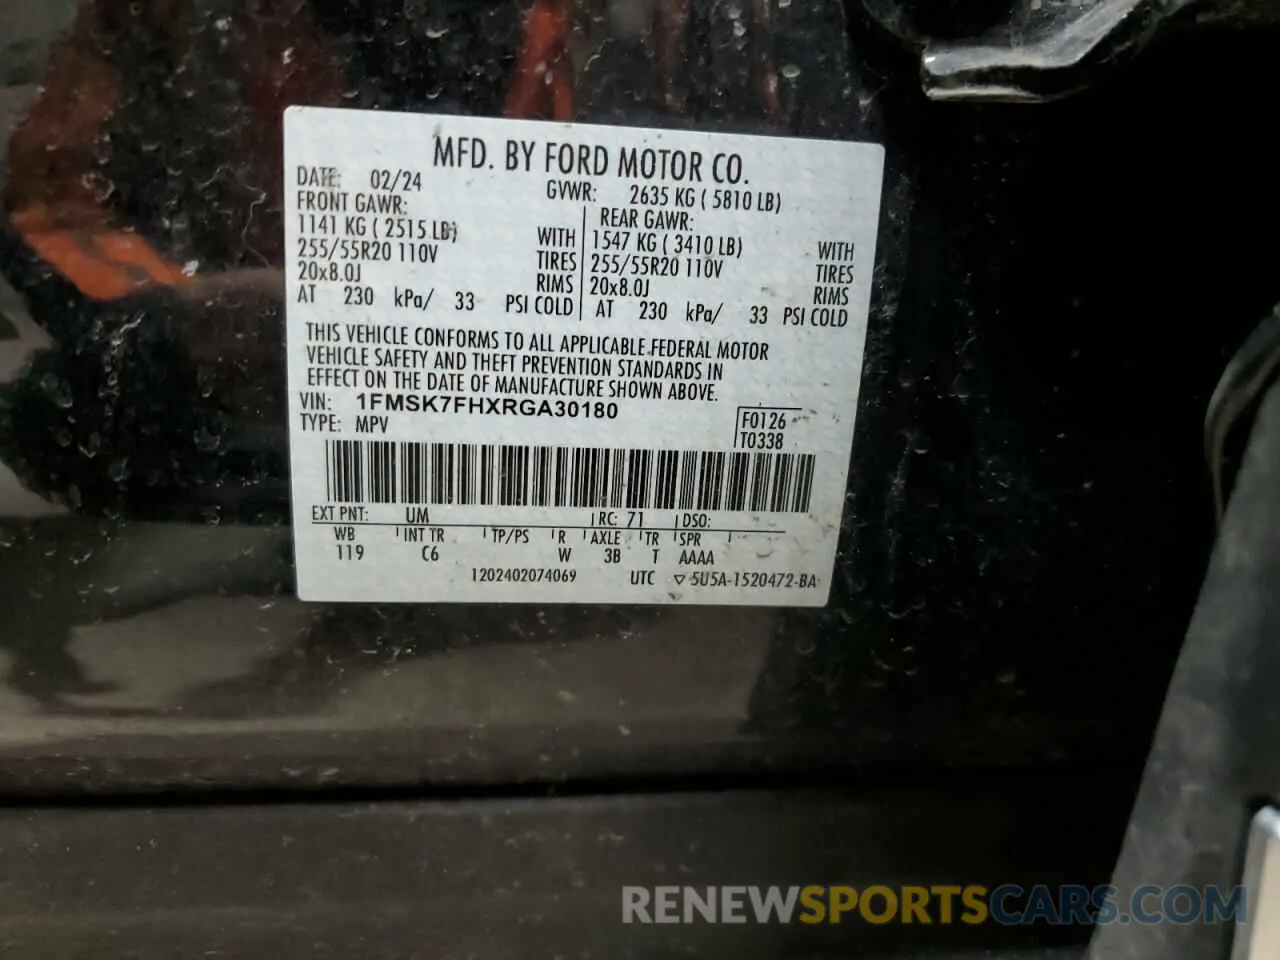 MFD. BY FORD MOTOR CO.
DATE: 02/24 GVWR: 2635 KG ( 5810 LB)
FRONT GAWR: REAR GAWR:
1141 KG ( 2515 LB) WITH 1547 KG ( 3410 LB) WITH
255/55R20 110V TIRES 255/55R20 110V TIRES
20x8.0J RIMS 20x8.0J RIMS
AT 230 kPa/ 33 PSI COLD AT 230 kPa/ 33 PSI COLD
THIS VEHICLE CONFORMS TO ALL APPLICABLE FEDERAL MOTOR
VEHICLE SAFETY AND THEFT PREVENTION STANDARDS IN
EFFECT ON THE DATE OF MANUFACTURE SHOWN ABOVE.
VIN: 1FMSK7FHXRGA30180
TYPE: MPV
F0126
T0338
EXT PNT: UM RC: 71 DSO:
WB INT TR TP/PS R AXLE TR SPR
119 C6 W 3B T AAAA
1202402074069 UTC ▽ 5U5A-1520472-BA
RENEWSPORTSCARS.COM